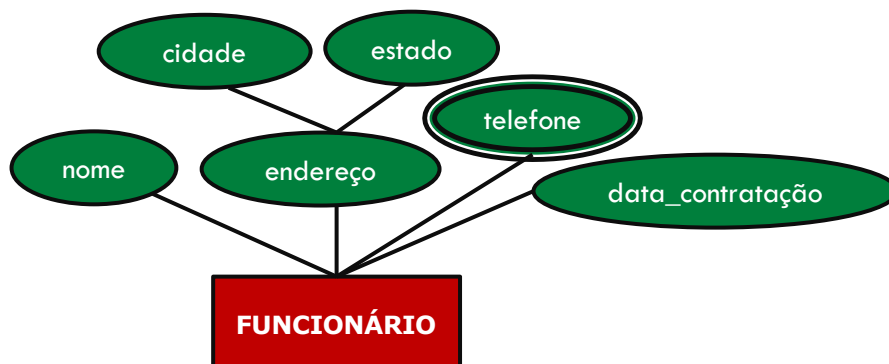 cidade
estado
telefone
nome
endereço
data_contratação
FUNCIONÁRIO